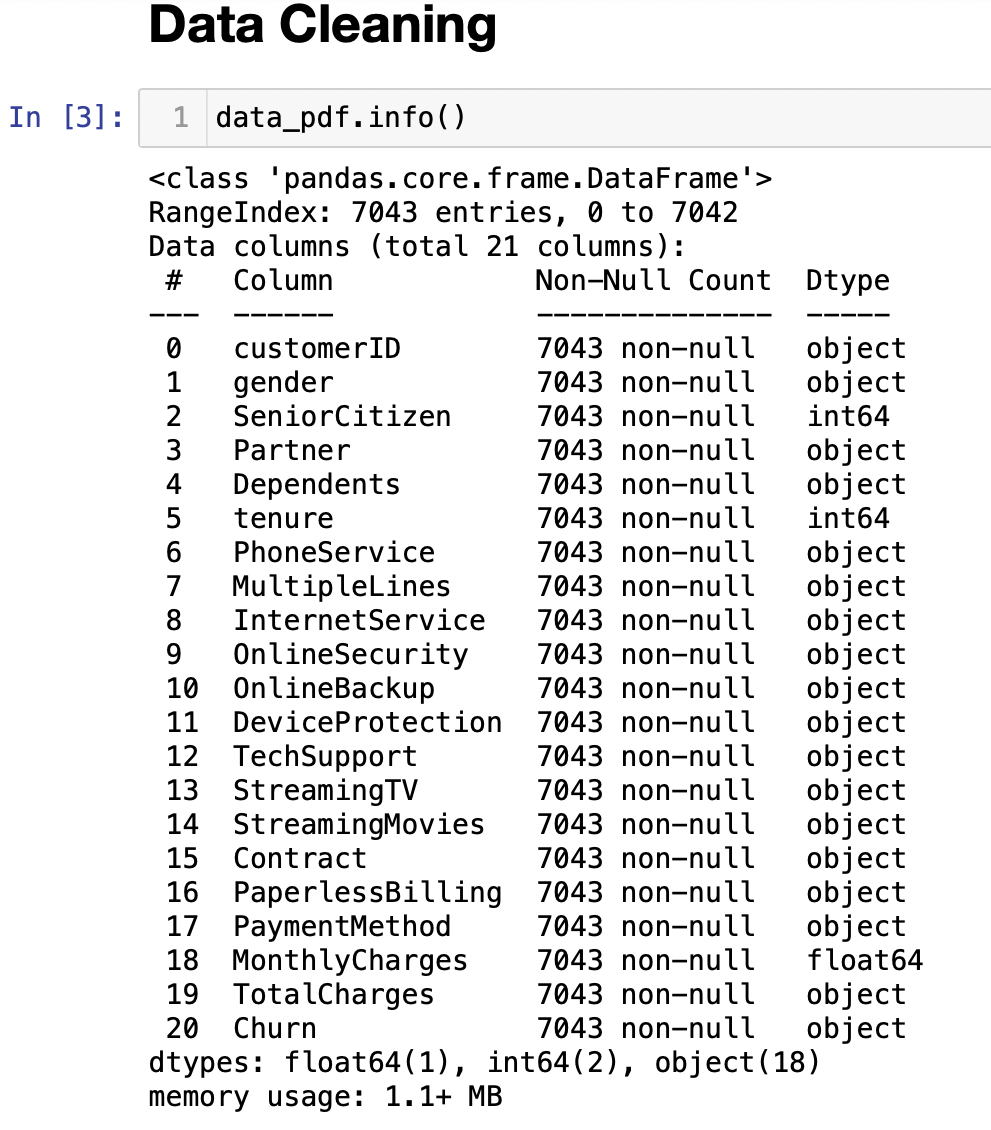 Data Cleaning
In [3]: 1 data_pdf.info()
<class 'pandas.core.frame.DataFrame'>
RangeIndex: 7043 entries, 0 to 7042
Data columns (total 21 columns):
 #   Column            Non-Null Count  Dtype
---  ------            --------------  -----
 0   customerID        7043 non-null   object
 1   gender            7043 non-null   object
 2   SeniorCitizen     7043 non-null   int64
 3   Partner           7043 non-null   object
 4   Dependents        7043 non-null   object
 5   tenure            7043 non-null   int64
 6   PhoneService      7043 non-null   object
 7   MultipleLines     7043 non-null   object
 8   InternetService   7043 non-null   object
 9   OnlineSecurity    7043 non-null   object
 10  OnlineBackup      7043 non-null   object
 11  DeviceProtection  7043 non-null   object
 12  TechSupport       7043 non-null   object
 13  StreamingTV       7043 non-null   object
 14  StreamingMovies   7043 non-null   object
 15  Contract          7043 non-null   object
 16  PaperlessBilling  7043 non-null   object
 17  PaymentMethod     7043 non-null   object
 18  MonthlyCharges    7043 non-null   float64
 19  TotalCharges      7043 non-null   object
 20  Churn             7043 non-null   object
dtypes: float64(1), int64(2), object(18)
memory usage: 1.1+ MB